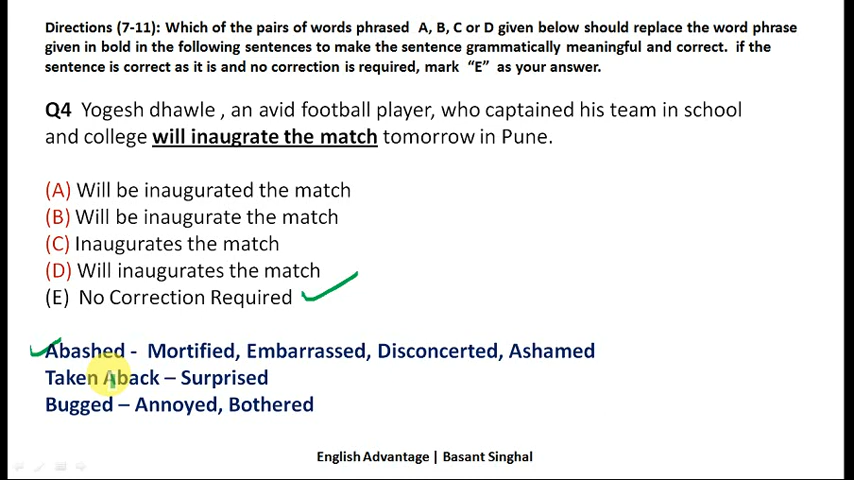 Directions (7-11): Which of the pairs of words phrased A, B, C or D given below should replace the word phrase
given in bold in the following sentences to make the sentence grammatically meaningful and correct. if the
sentence is correct as it is and no correction is required, mark “E” as your answer.
Q4 Yogesh dhawle , an avid football player, who captained his team in school
and college will inaugrate the match tomorrow in Pune.
(A) Will be inaugurated the match
(B) Will be inaugurate the match
(C) Inaugurates the match
(D) Will inaugurates the match
(E) No Correction Required
Abashed - Mortified, Embarrassed, Disconcerted, Ashamed
Taken Aback – Surprised
Bugged – Annoyed, Bothered
English Advantage | Basant Singhal